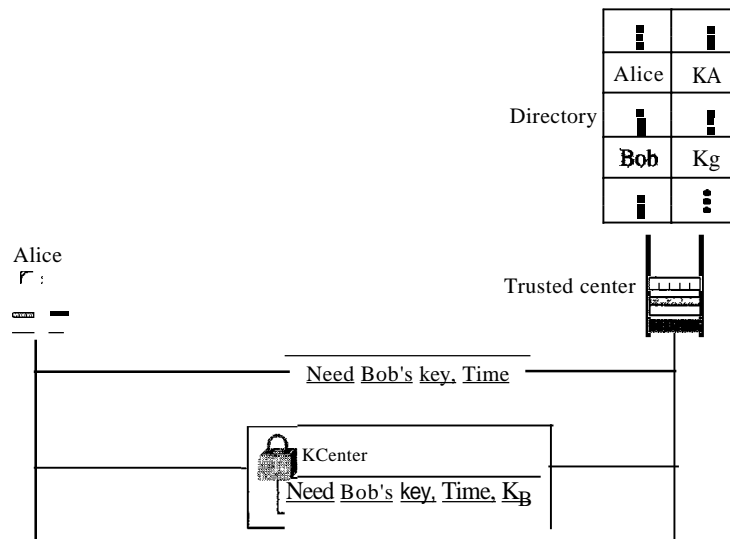 Alice KA
Directory
Bob Kg
Alice
Trusted center
Need Bob's key, Time
KCenter
Need Bob's key, Time, KB